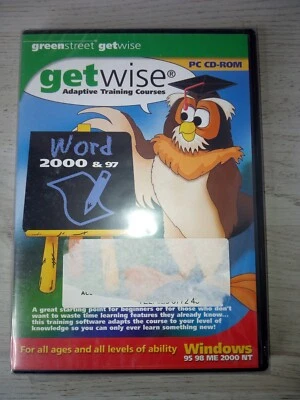 greenstreet getwise
PC CD-ROM
getwise®
Adaptive Training Courses
Word
2000 & 97
A great starting point for beginners or for those who don't
want to waste time learning features they already know...
this training software adapts the course to your level of
knowledge so you can only ever learn something new!
For all ages and all levels of ability
Windows
95 98 ME 2000 NT